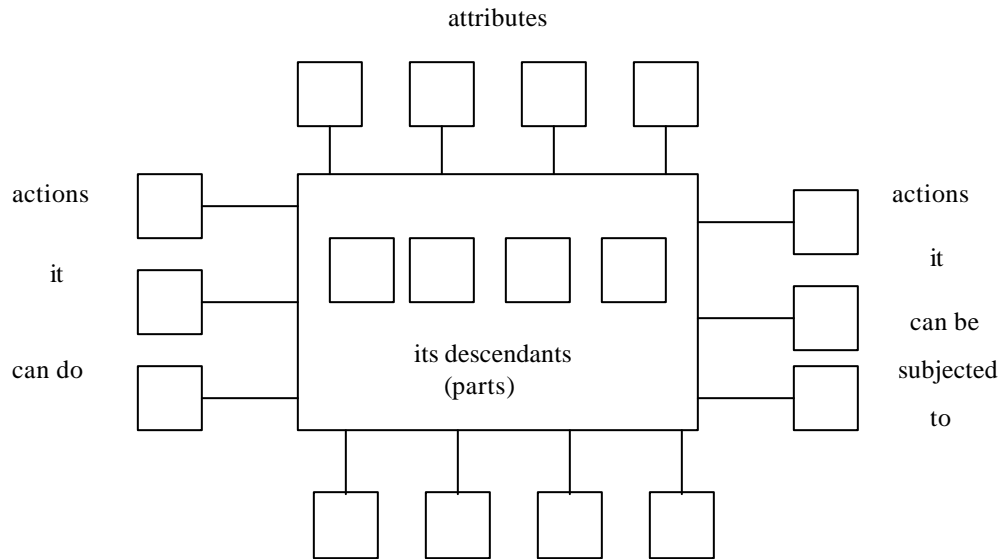 attributes
actions
it
can do
its descendants
(parts)
actions
it
can be
subjected
to